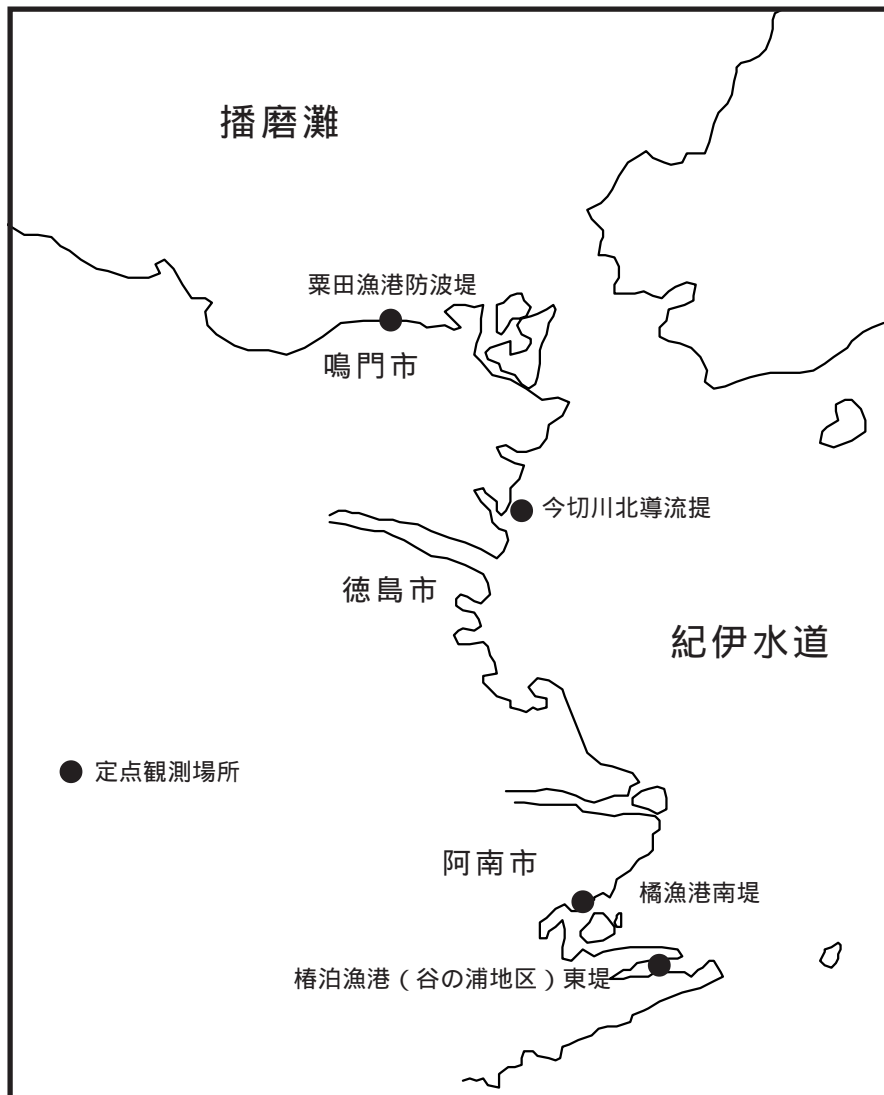 播磨灘
粟田漁港防波堤
鳴門市
今切川北導流提
徳島市
紀伊水道
定点観測場所
阿南市
橘漁港南堤
椿泊漁港（谷の浦地区）東堤